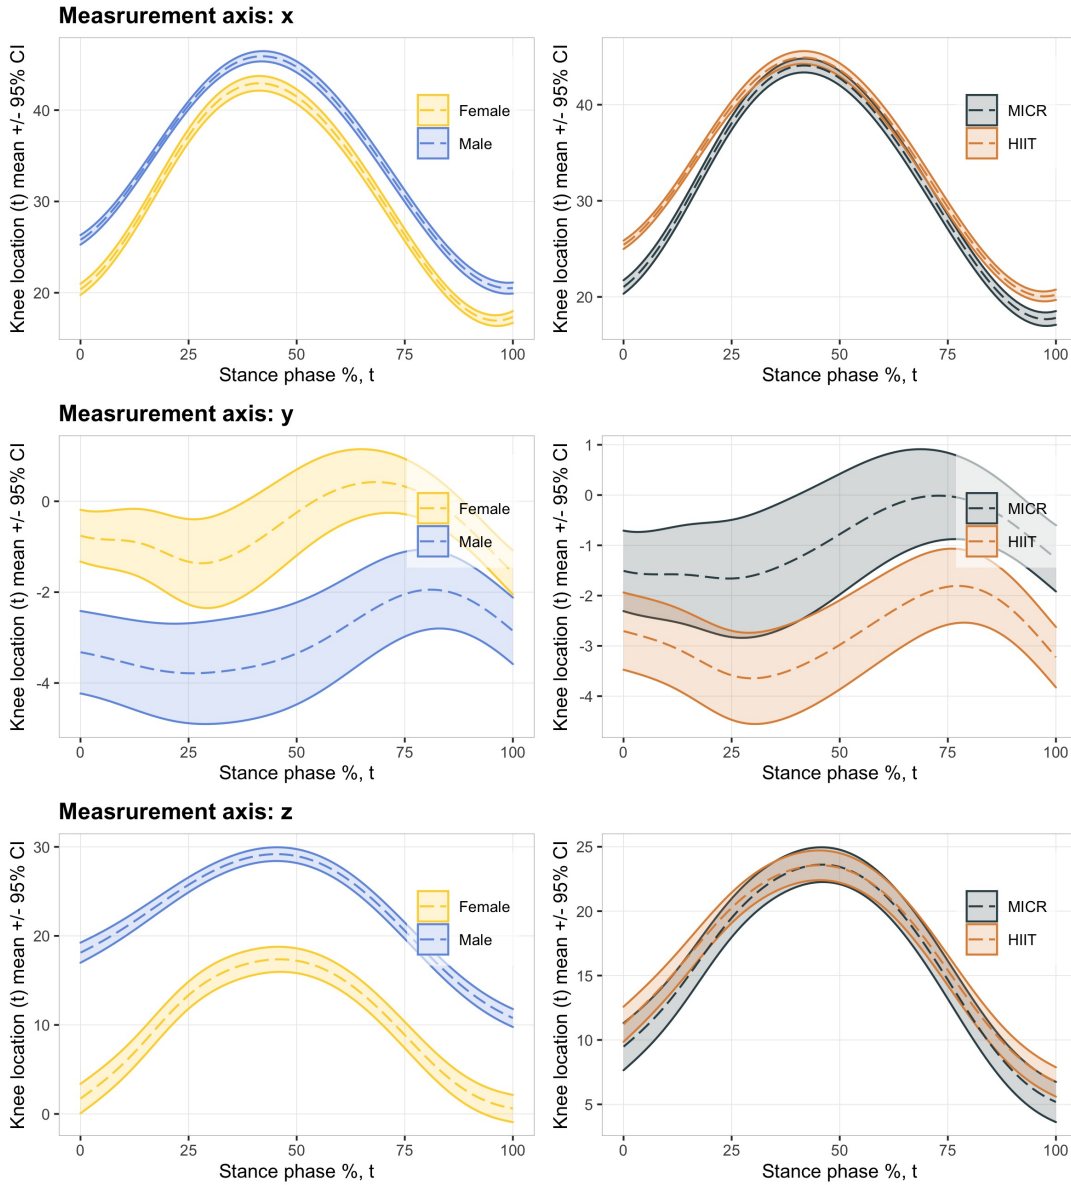 Measrurement axis: x
Knee location (t) mean +/- 95% CI
40
30
20
0 25 50 75 100
Stance phase %, t
Female
Male
Knee location (t) mean +/- 95% CI
40
30
20
0 25 50 75 100
Stance phase %, t
MICR
HIIT
Measrurement axis: y
Knee location (t) mean +/- 95% CI
0
-2
-4
0 25 50 75 100
Stance phase %, t
Female
Male
Knee location (t) mean +/- 95% CI
1
0
-1
-2
-3
-4
0 25 50 75 100
Stance phase %, t
MICR
HIIT
Measrurement axis: z
Knee location (t) mean +/- 95% CI
30
20
10
0
0 25 50 75 100
Stance phase %, t
Female
Male
Knee location (t) mean +/- 95% CI
25
20
15
10
5
0 25 50 75 100
Stance phase %, t
MICR
HIIT